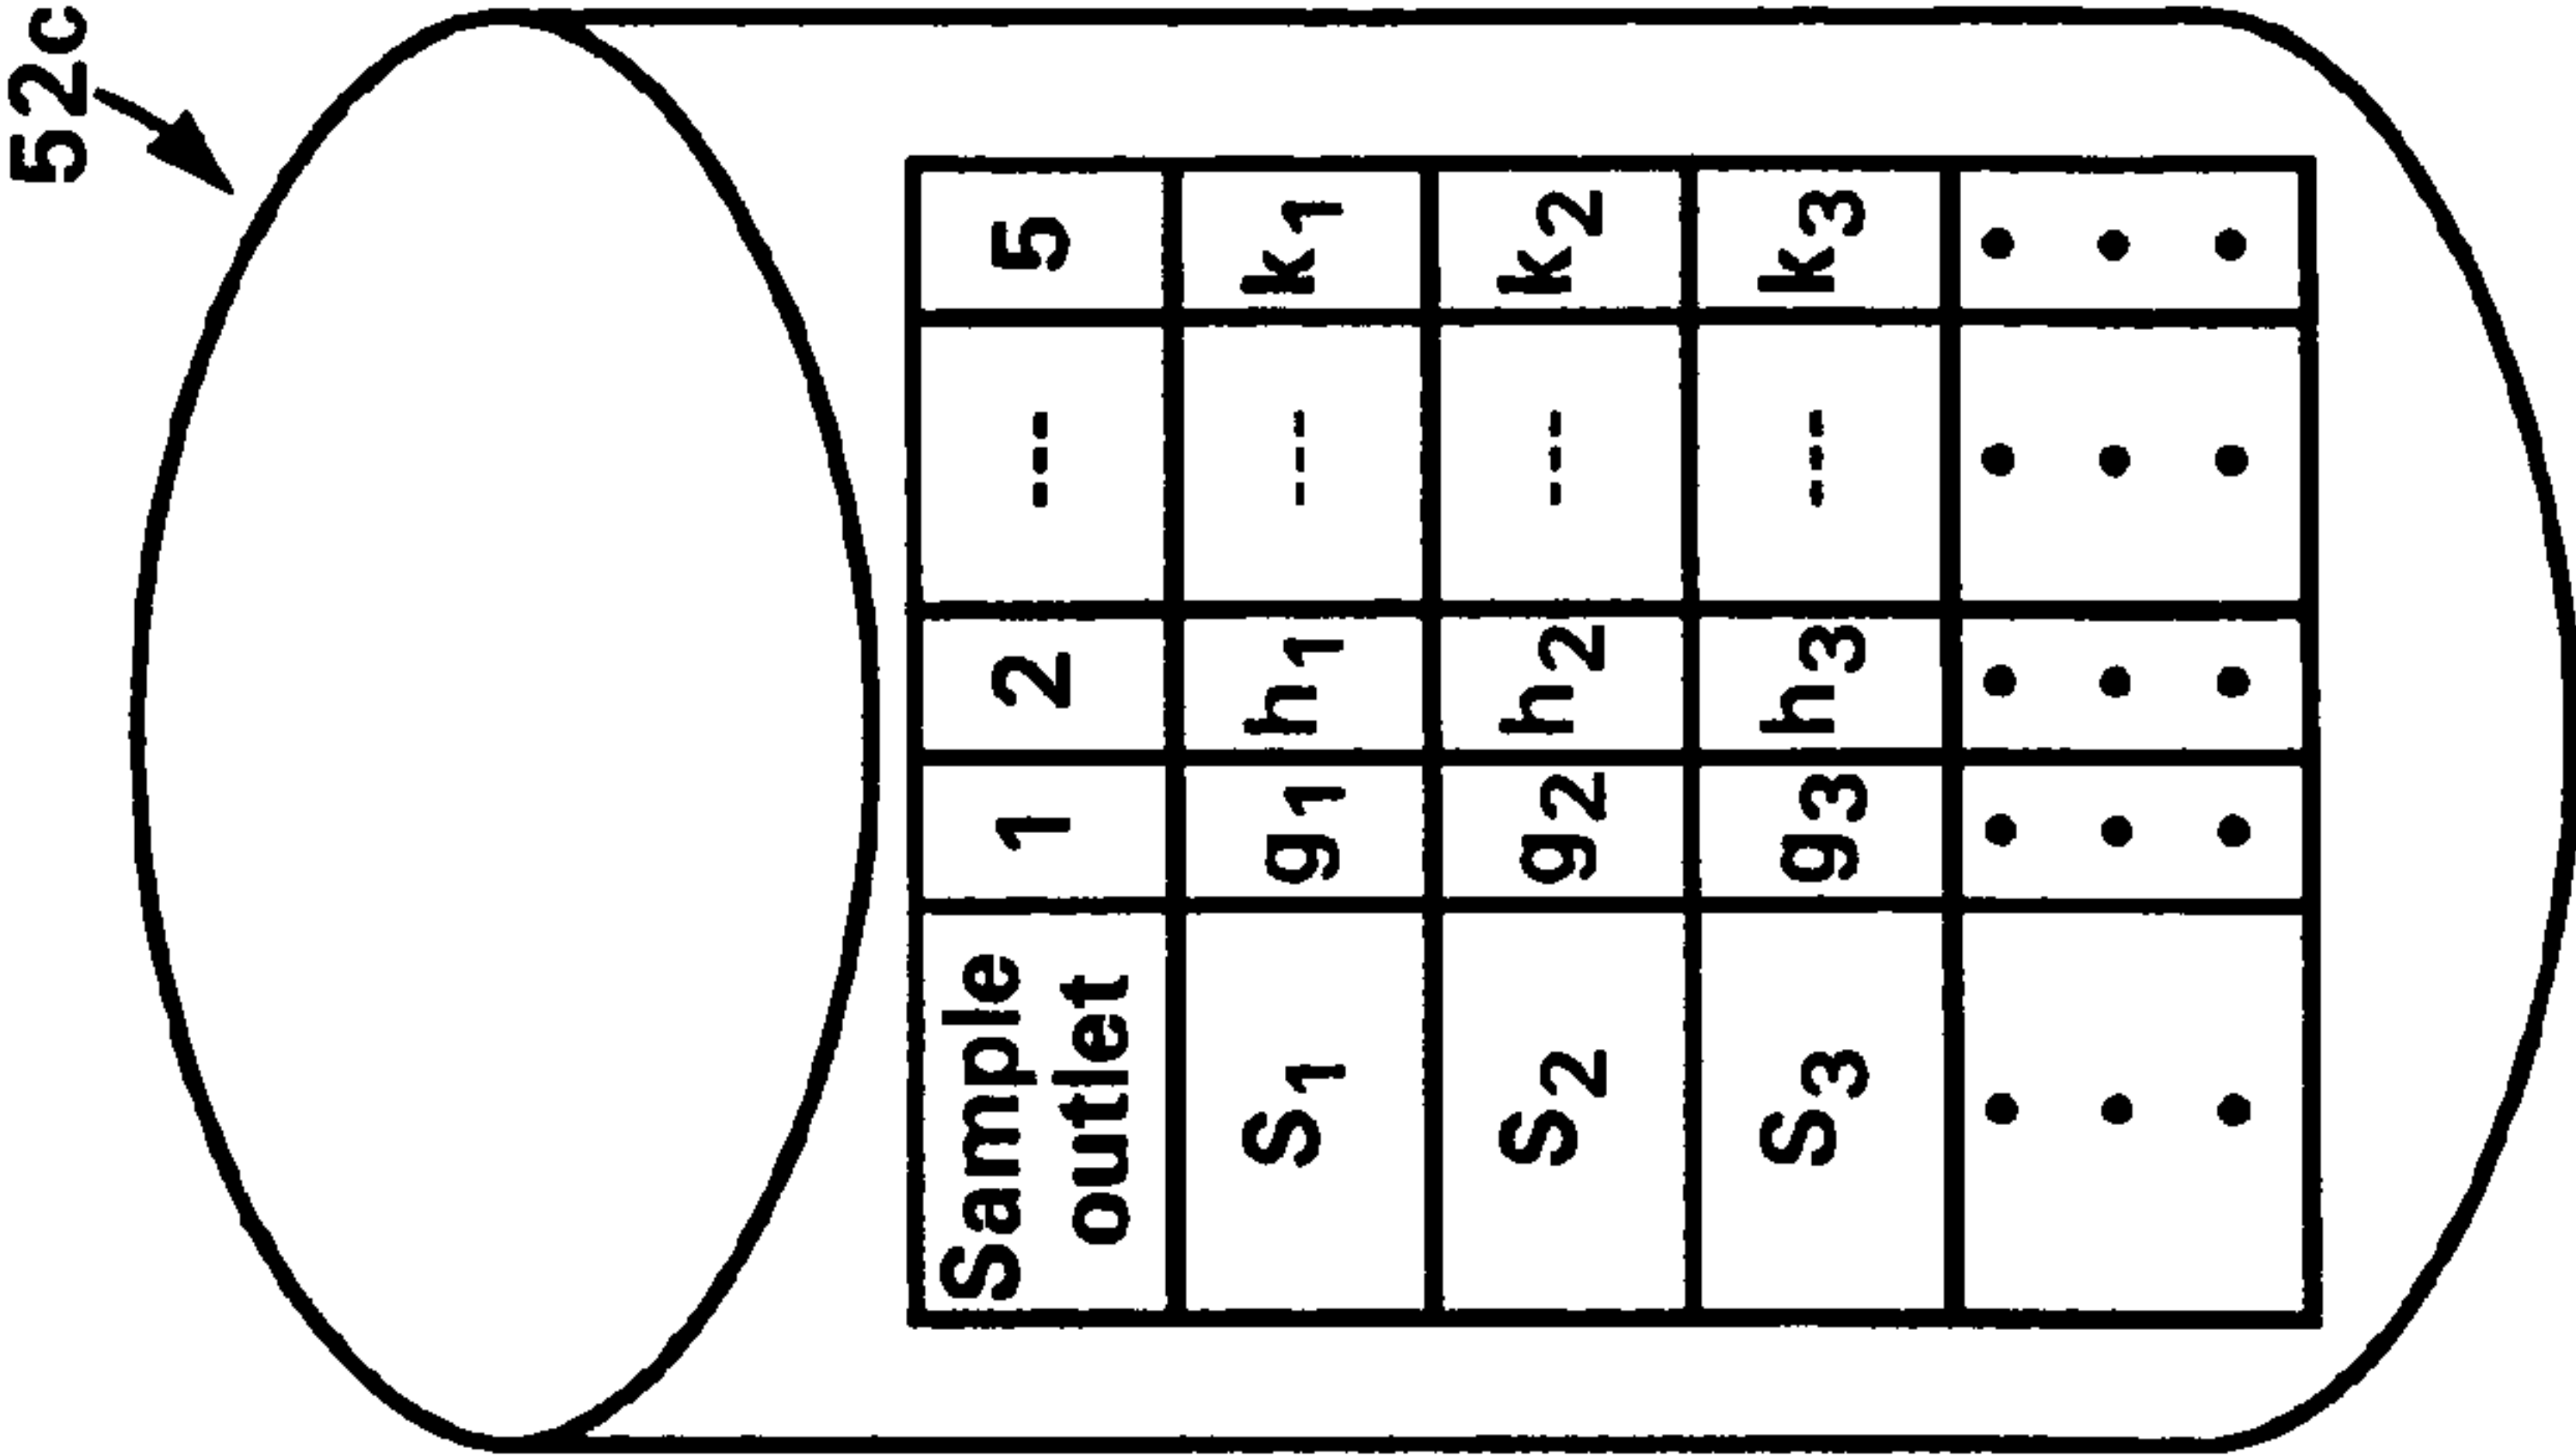 52c
Sample outlet 1 2 --- 5
S1 g1 h1 --- k1
S2 g2 h2 --- k2
S3 g3 h3 --- k3